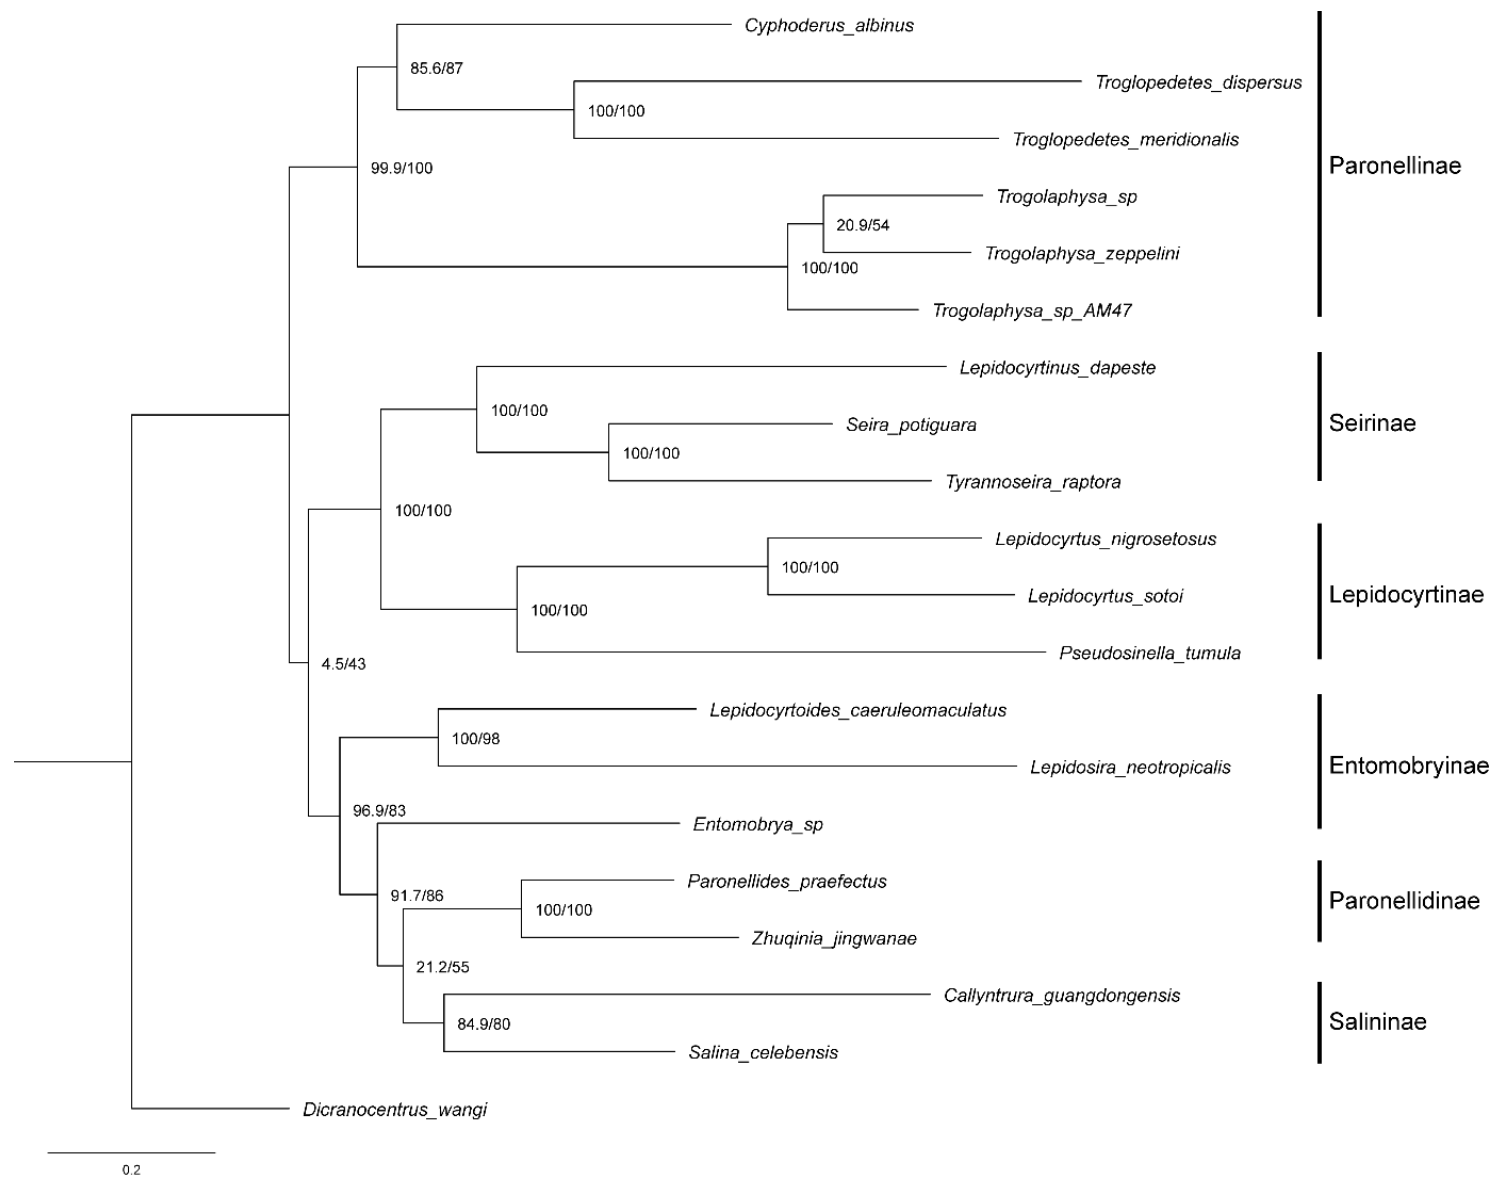 Cyphoderus_albinus
85.6/87
Troglopedetes_dispersus
100/100
Troglopedetes_meridionalis
99.9/100
Paronellinae
Trogolaphysa_sp
20.9/54
Trogolaphysa_zeppelini
100/100
Trogolaphysa_sp_AM47
Lepidocyrtinus_dapeste
100/100
Seira_potiguara
Seirinae
100/100
Tyrannoseira_raptora
100/100
Lepidocyrtus_nigrosetosus
100/100
Lepidocyrtus_sotoi
Lepidocyrtinae
100/100
Pseudosinella_tumula
4.5/43
Lepidocyrtoides_caeruleomaculatus
100/98
Lepidosira_neotropicalis
Entomobryinae
96.9/83
Entomobrya_sp
Paronellides_praefectus
91.7/86
Paronellidinae
100/100
Zhuqinia_jingwanae
21.2/55
Callyntrura_guangdongensis
84.9/80
Salininae
Salina_celebensis
Dicranocentrus_wangi
0.2